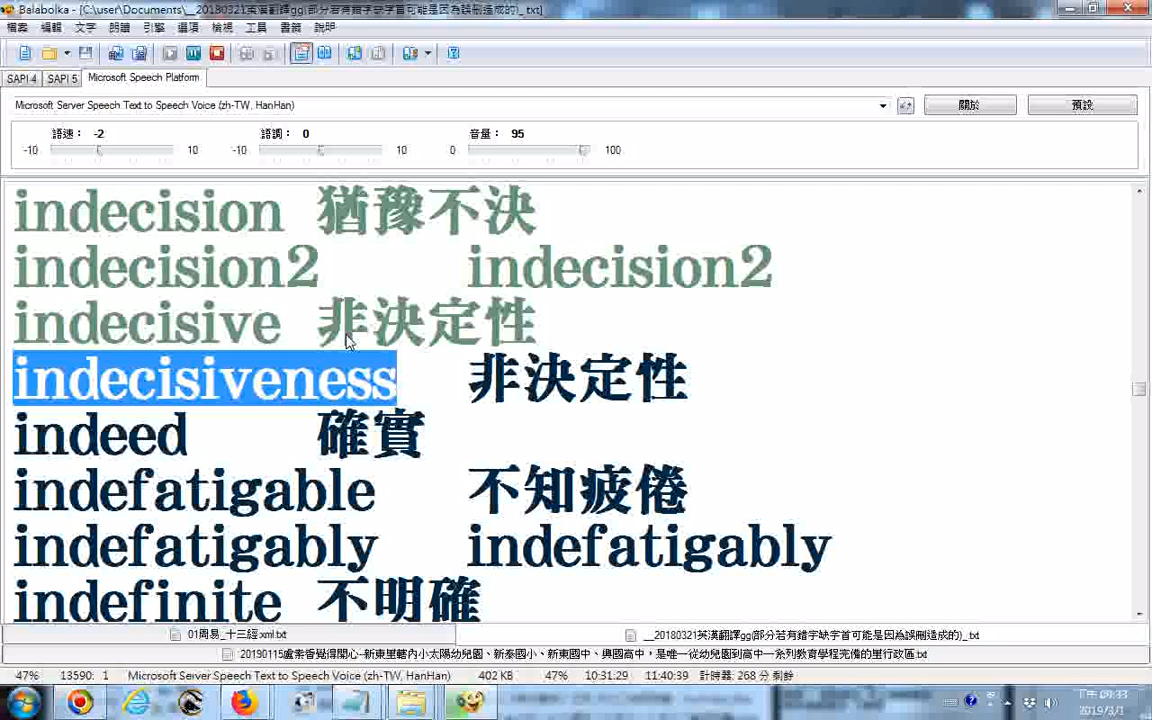 Balabolka - [C:\user\Documents\__20180321英漢翻譯gg(部分若有錯字缺字首可能是因為誤刪造成的)_.txt]
檔案 編輯 文字 朗讀 引擎 選項 檢視 工具 書籤 說明
SAPI 4 SAPI 5 Microsoft Speech Platform
Microsoft Server Speech Text to Speech Voice (zh-TW, HanHan) 關於 預設
語速： -2 語調： 0 音量： 95
-10 10 -10 10 0 100
indecision 猶豫不決
indecision2 indecision2
indecisive 非決定性
indecisiveness 非決定性
indeed 確實
indefatigable 不知疲倦
indefatigably indefatigably
indefinite 不明確
01周易_十三經.xml.txt __20180321英漢翻譯gg(部分若有錯字缺字首可能是因為誤刪造成的)_.txt
20190115盧素香覺得開心-新東里轄內小太陽幼兒園、新泰國小、新東國中、興國高中，是唯一從幼兒園到高中一系列教育學程完備的里行政區.txt
47% 13590: 1 Microsoft Server Speech Text to Speech Voice (zh-TW, HanHan) 402 KB 47% 10:31:29 11:40:39 計時器: 268 分 剩餘
下午 09:33
2019/3/1